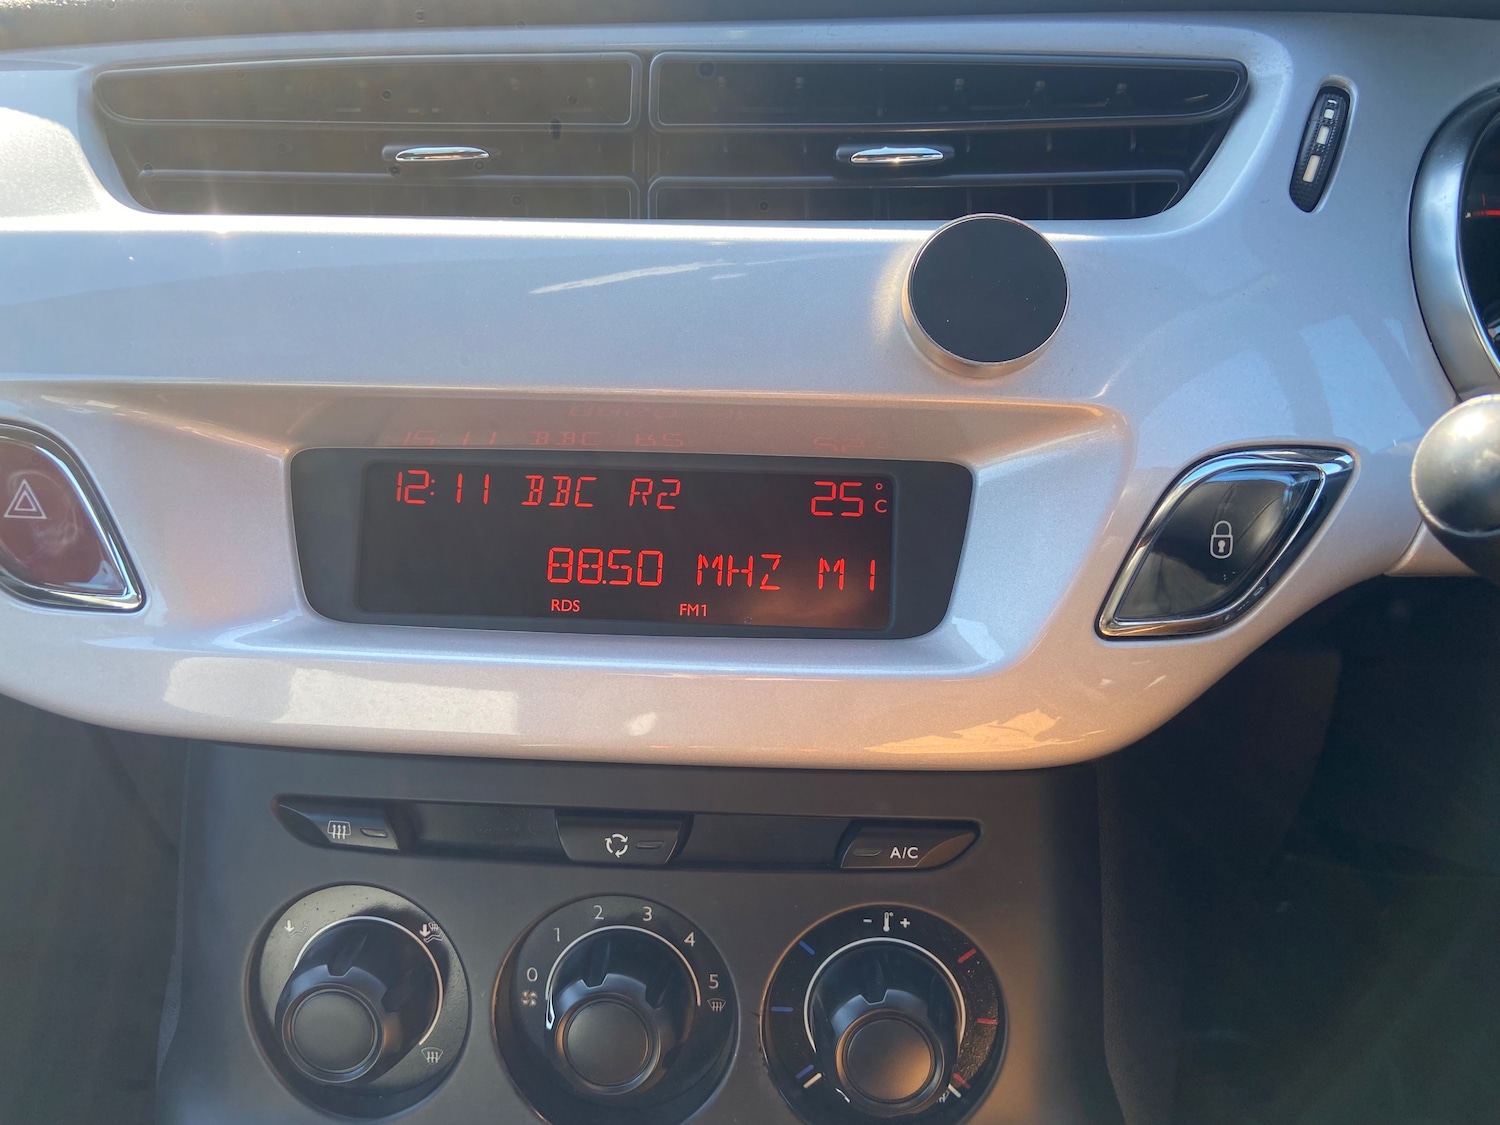 12:11 BBC R2 25°C
88.50 MHZ M1
RDS FM1
A/C
0 1 2 3 4 5
- +